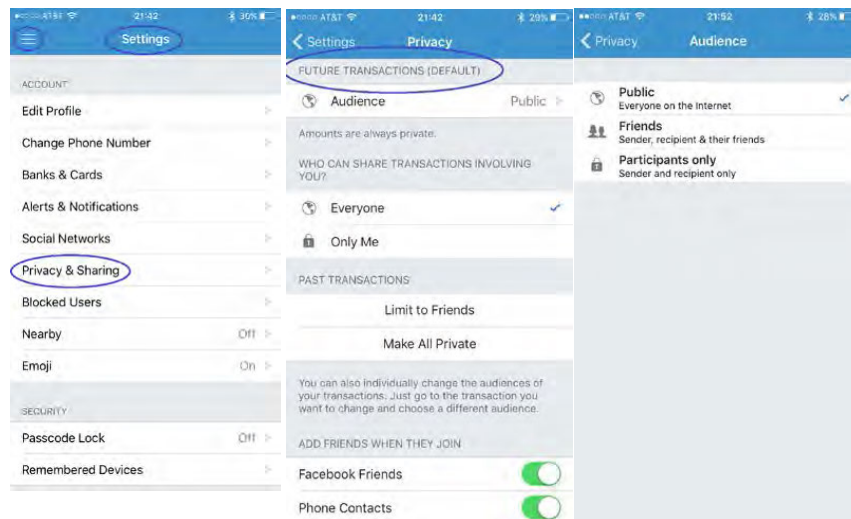 AT&T 21:42 30%
Settings
ACCOUNT
Edit Profile
Change Phone Number
Banks & Cards
Alerts & Notifications
Social Networks
Privacy & Sharing
Blocked Users
Nearby Off
Emoji On
SECURITY
Passcode Lock Off
Remembered Devices
AT&T 21:42 29%
Settings Privacy
FUTURE TRANSACTIONS (DEFAULT)
Audience Public
Amounts are always private.
WHO CAN SHARE TRANSACTIONS INVOLVING
YOU?
Everyone
Only Me
PAST TRANSACTIONS
Limit to Friends
Make All Private
You can also individually change the audiences of
your transactions. Just go to the transaction you
want to change and choose a different audience.
ADD FRIENDS WHEN THEY JOIN
Facebook Friends
Phone Contacts
AT&T 21:52 28%
Privacy Audience
Public
Everyone on the Internet
Friends
Sender, recipient & their friends
Participants only
Sender and recipient only